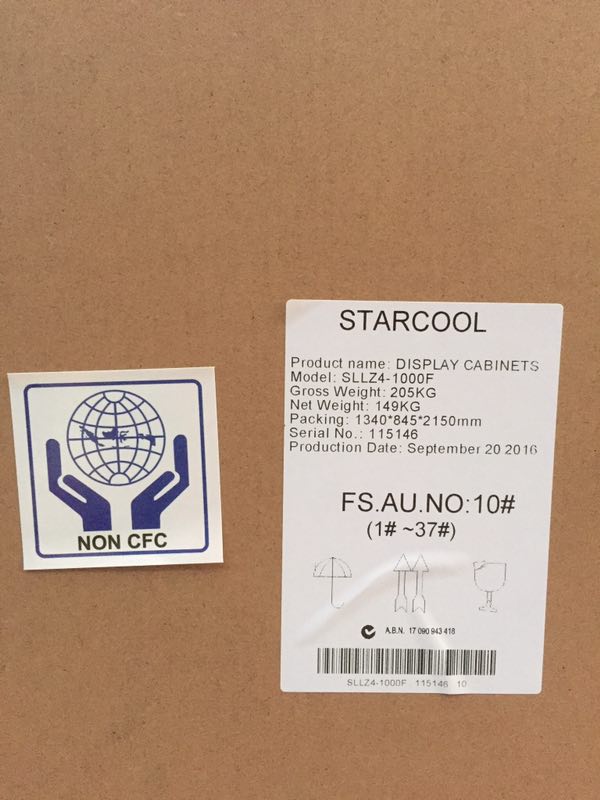 STARCOOL
Product name: DISPLAY CABINETS
Model: SLLZ4-1000F
Gross Weight: 205KG
Net Weight: 149KG
Packing: 1340*845*2150mm
Serial No.: 115146
Production Date: September 20 2016
FS.AU.NO:10#
(1# ~37#)
A.B.N. 17 090 943 418
SLLZ4-1000F 115146 10
NON CFC